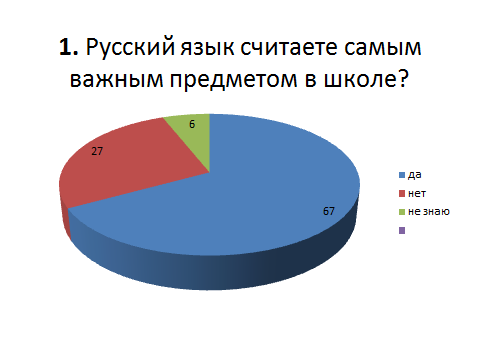 1. Русский язык считаете самым
важным предметом в школе?
6
27
67
да
нет
не знаю